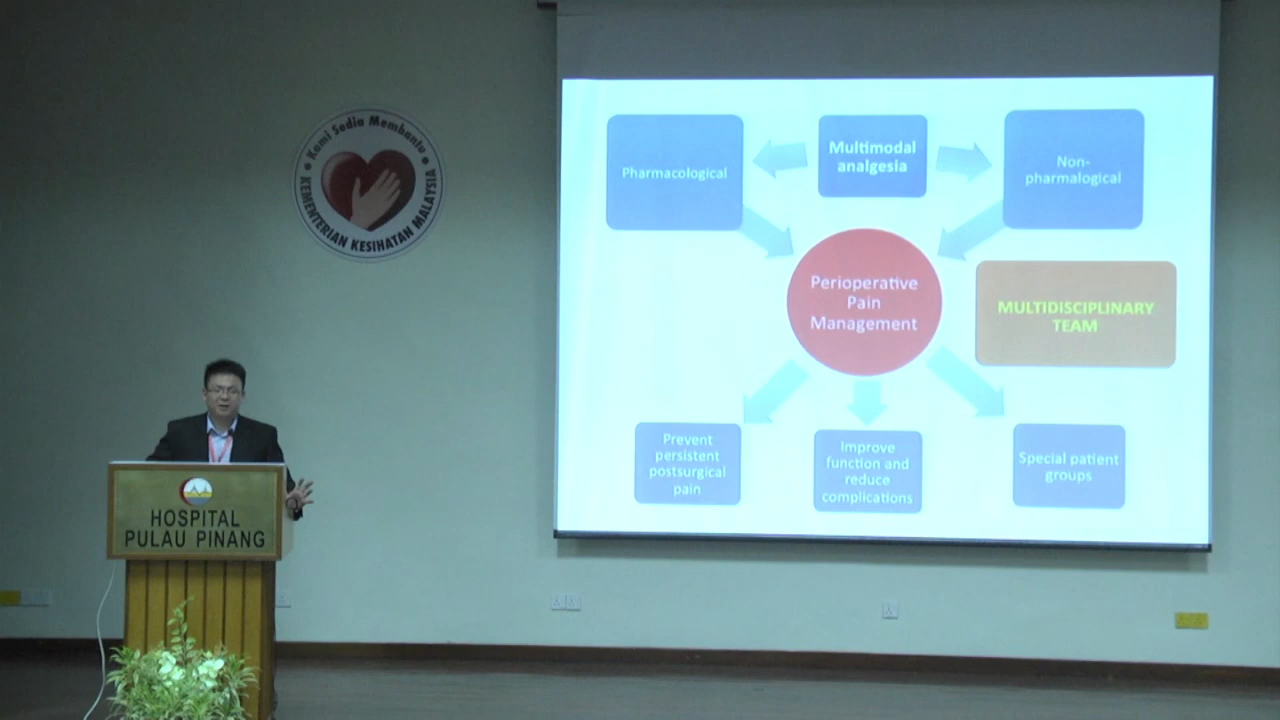 Kami Sedia Membantu
KEMENTERIAN KESIHATAN MALAYSIA
HOSPITAL
PULAU PINANG
Pharmacological
Multimodal
analgesia
Non-
pharmalogical
Perioperative
Pain
Management
MULTIDISCIPLINARY
TEAM
Prevent
persistent
postsurgical
pain
Improve
function and
reduce
complications
Special patient
groups